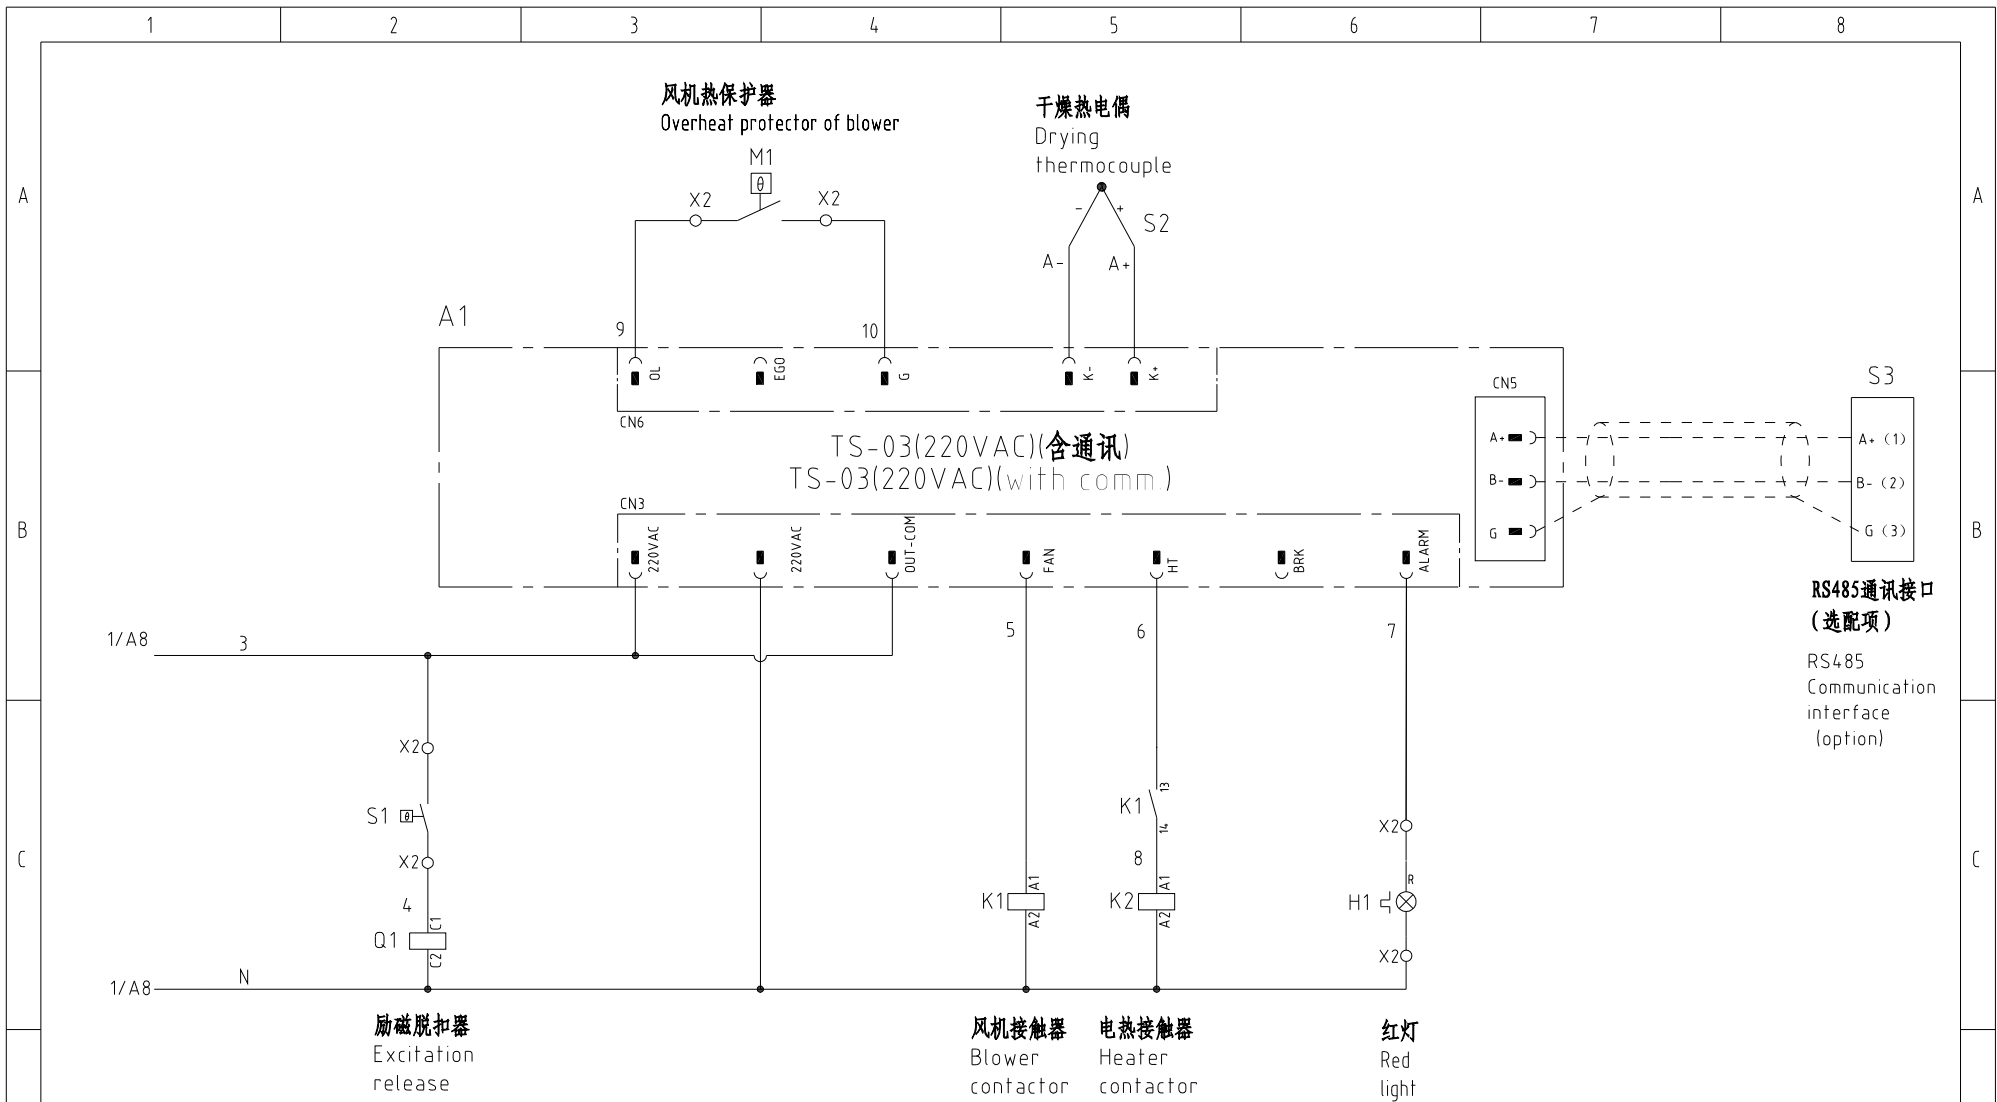 1 2 3 4 5 6 7 8
风机热保护器
Overheat protector of blower
M1
θ
X2 X2
干燥热电偶
Drying
thermocouple
- +
S2
A- A+
A A
A1
9 10
OL EGO G K- K+
CN6
TS-03(220VAC)(含通讯)
TS-03(220VAC)(with comm.)
CN3
220VAC 220VAC OUT-COM FAN HT BRK ALARM
CN5
A+
B-
G
S3
A+ (1)
B- (2)
G (3)
B B
RS485通讯接口
(选配项)
RS485
Communication
interface
(option)
1/A8 3
5 6 7
X2
S1 θ
X2
4
C1
Q1
C2
K1 13
14
8
K1 A1
A2
K2 A1
A2
X2
R
H1
X2
C C
1/A8 N
励磁脱扣器
Excitation
release
风机接触器
Blower
contactor
电热接触器
Heater
contactor
红灯
Red
light